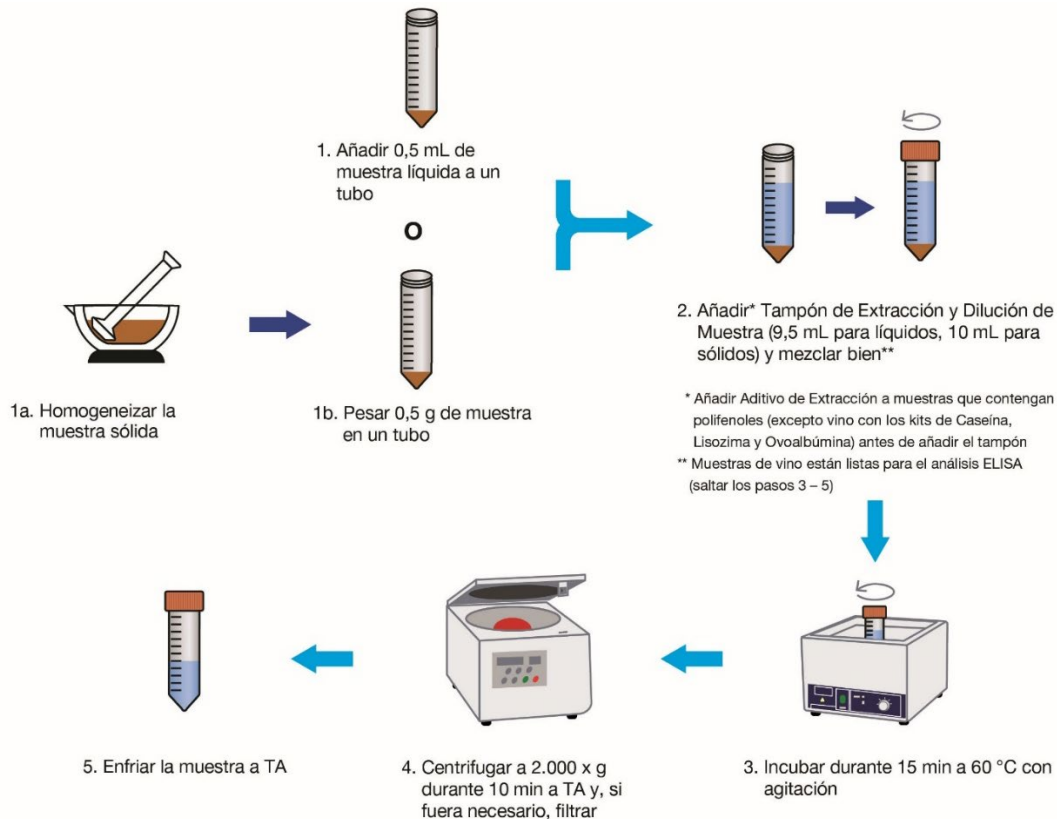 1. Añadir 0,5 mL de
muestra líquida a un
tubo
O
1a. Homogeneizar la
muestra sólida
1b. Pesar 0,5 g de muestra
en un tubo
2. Añadir* Tampón de Extracción y Dilución de
Muestra (9,5 mL para líquidos, 10 mL para
sólidos) y mezclar bien**
* Añadir Aditivo de Extracción a muestras que contengan
polifenoles (excepto vino con los kits de Caseína,
Lisozima y Ovoalbúmina) antes de añadir el tampón
** Muestras de vino están listas para el análisis ELISA
(saltar los pasos 3 – 5)
3. Incubar durante 15 min a 60 °C con
agitación
4. Centrifugar a 2.000 x g
durante 10 min a TA y, si
fuera necesario, filtrar
5. Enfriar la muestra a TA